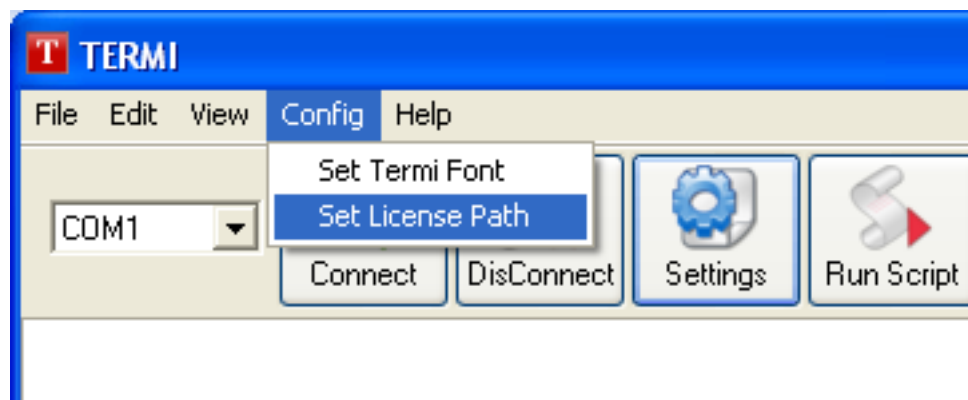 T TERMI
File Edit View Config Help
Set Termi Font
Set License Path
COM1
Connect DisConnect Settings Run Script